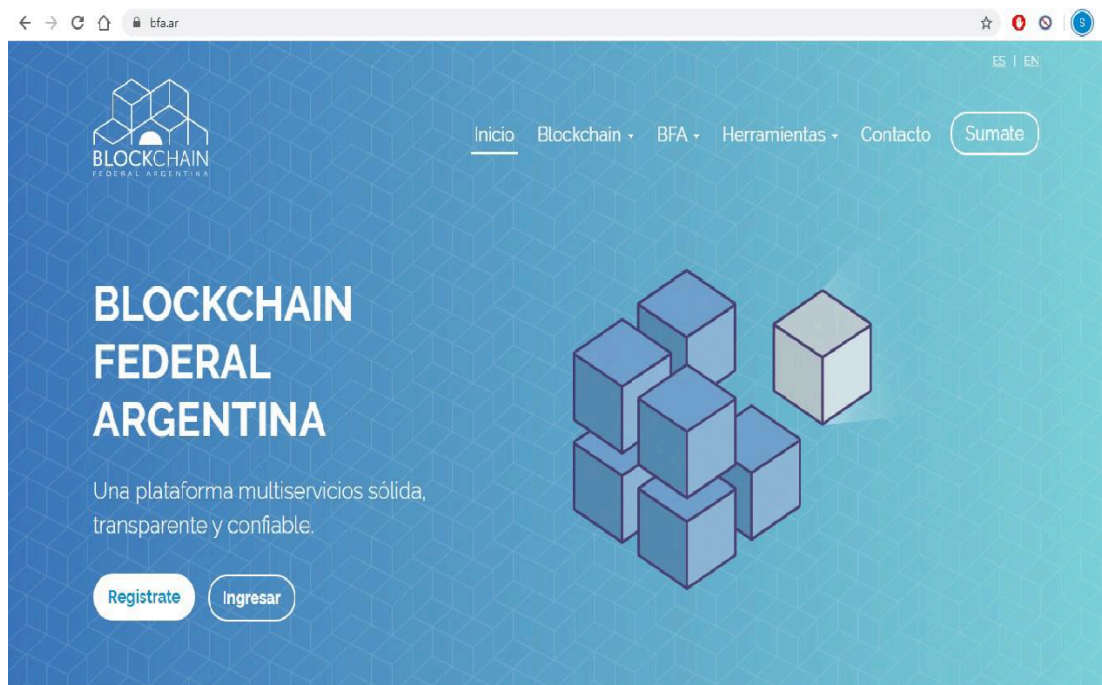 bfa.ar
S
ES | EN
BLOCKCHAIN
FEDERAL ARGENTINA
Inicio Blockchain BFA Herramientas Contacto Sumate
BLOCKCHAIN
FEDERAL
ARGENTINA
Una plataforma multiservicios sólida,
transparente y confiable.
Registrate Ingresar